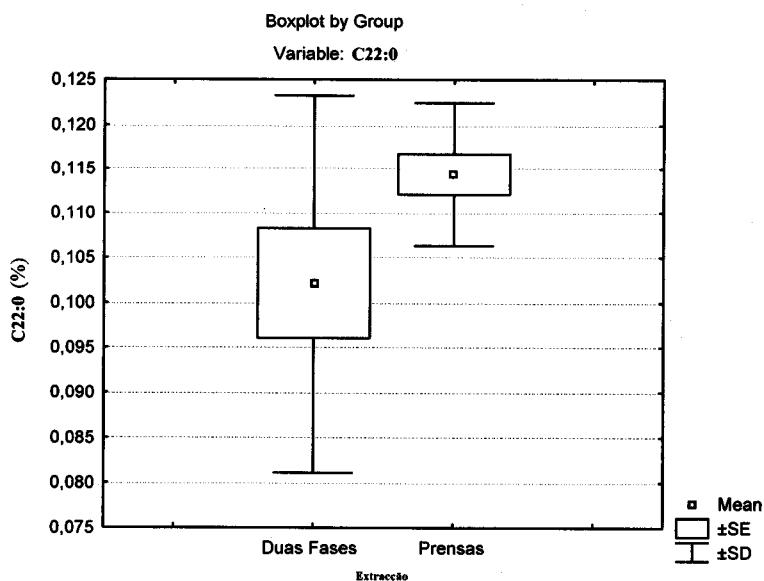 Boxplot by Group
Variable: C22:0
C22:0 (%)
0,125
0,120
0,115
0,110
0,105
0,100
0,095
0,090
0,085
0,080
0,075
Duas Fases Prensas
Extracção
Mean
±SE
±SD